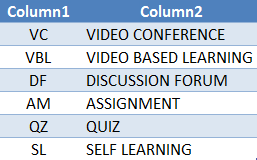 Column1 Column2
VC VIDEO CONFERENCE
VBL VIDEO BASED LEARNING
DF DISCUSSION FORUM
AM ASSIGNMENT
QZ QUIZ
SL SELF LEARNING